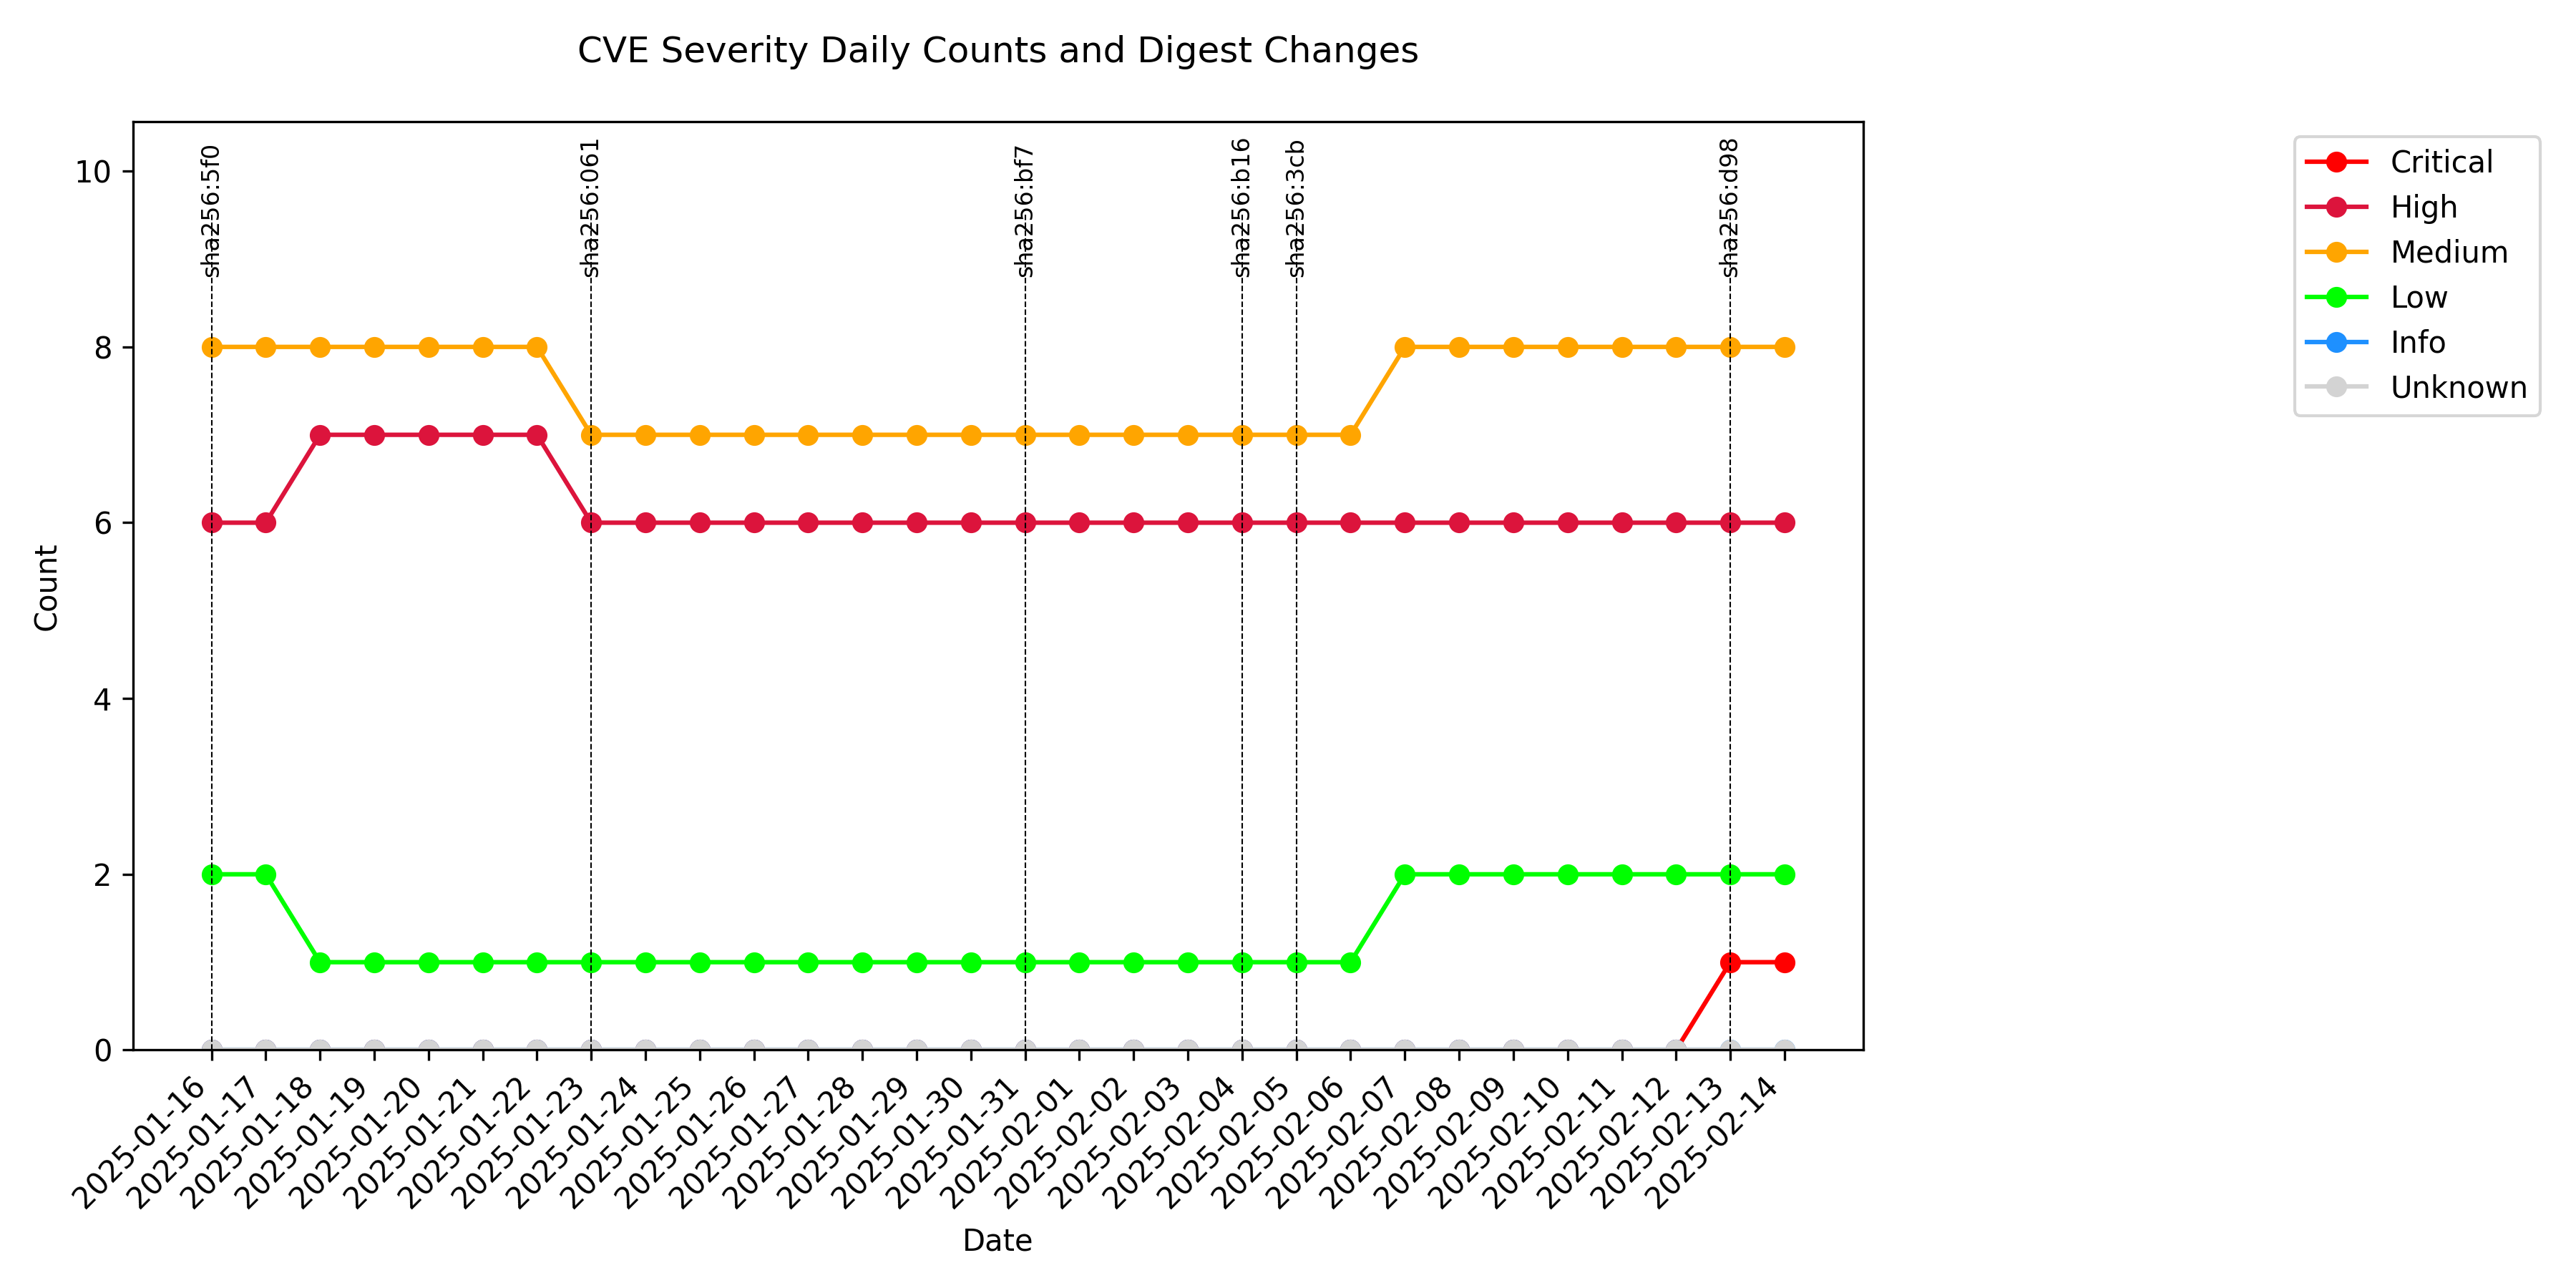 CVE Severity Daily Counts and Digest Changes
sha256:5f0
sha256:061
sha256:bf7
sha256:b16
sha256:3cb
sha256:d98
Critical
High
Medium
Low
Info
Unknown
Count
10
8
6
4
2
0
2025-01-16
2025-01-17
2025-01-18
2025-01-19
2025-01-20
2025-01-21
2025-01-22
2025-01-23
2025-01-24
2025-01-25
2025-01-26
2025-01-27
2025-01-28
2025-01-29
2025-01-30
2025-01-31
2025-02-01
2025-02-02
2025-02-03
2025-02-04
2025-02-05
2025-02-06
2025-02-07
2025-02-08
2025-02-09
2025-02-10
2025-02-11
2025-02-12
2025-02-13
2025-02-14
Date